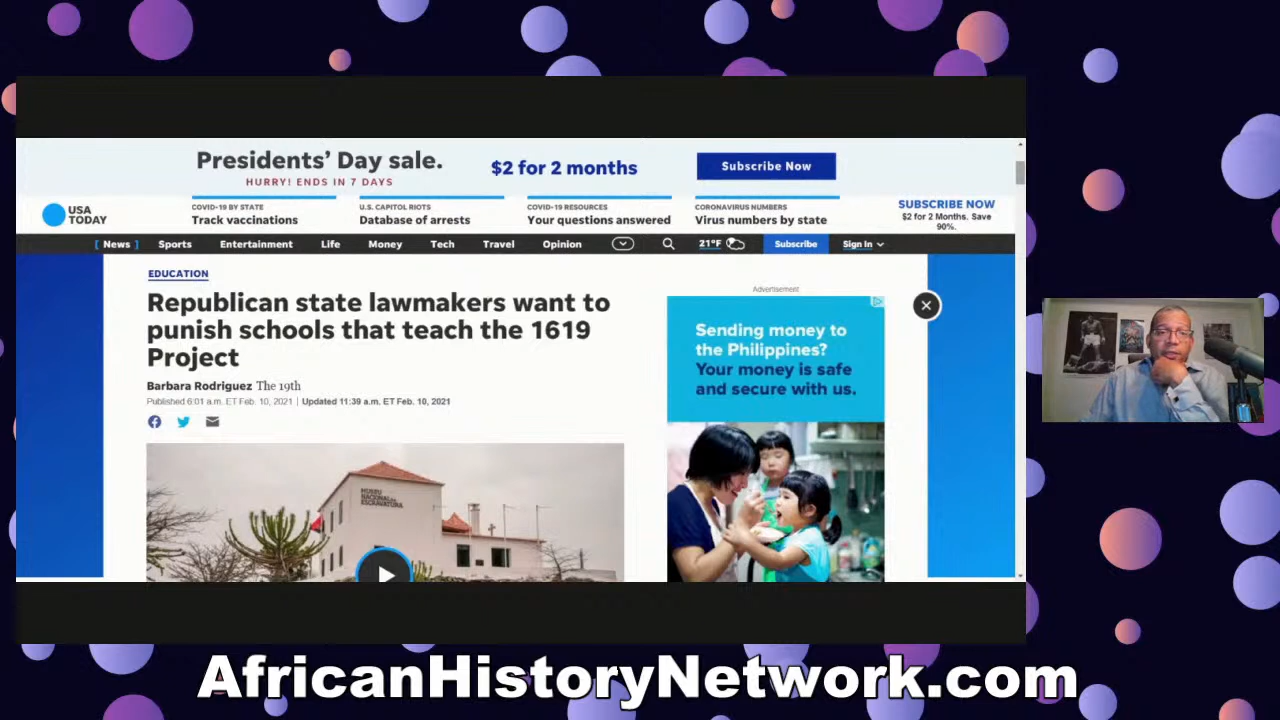 Presidents' Day sale.
HURRY! ENDS IN 7 DAYS
$2 for 2 months
Subscribe Now
USA
TODAY
COVID-19 BY STATE
Track vaccinations
U.S. CAPITOL RIOTS
Database of arrests
COVID-19 RESOURCES
Your questions answered
CORONAVIRUS NUMBERS
Virus numbers by state
SUBSCRIBE NOW
$2 for 2 Months. Save
90%.
[ News ] Sports Entertainment Life Money Tech Travel Opinion 21°F Subscribe Sign In
EDUCATION
Republican state lawmakers want to
punish schools that teach the 1619
Project
Barbara Rodriguez The 19th
Published 6:01 a.m. ET Feb. 10, 2021 | Updated 11:39 a.m. ET Feb. 10, 2021
MUSEU
NACIONAL DA
ESCRAVATURA
Advertisement
Sending money to
the Philippines?
Your money is safe
and secure with us.
AfricanHistoryNetwork.com